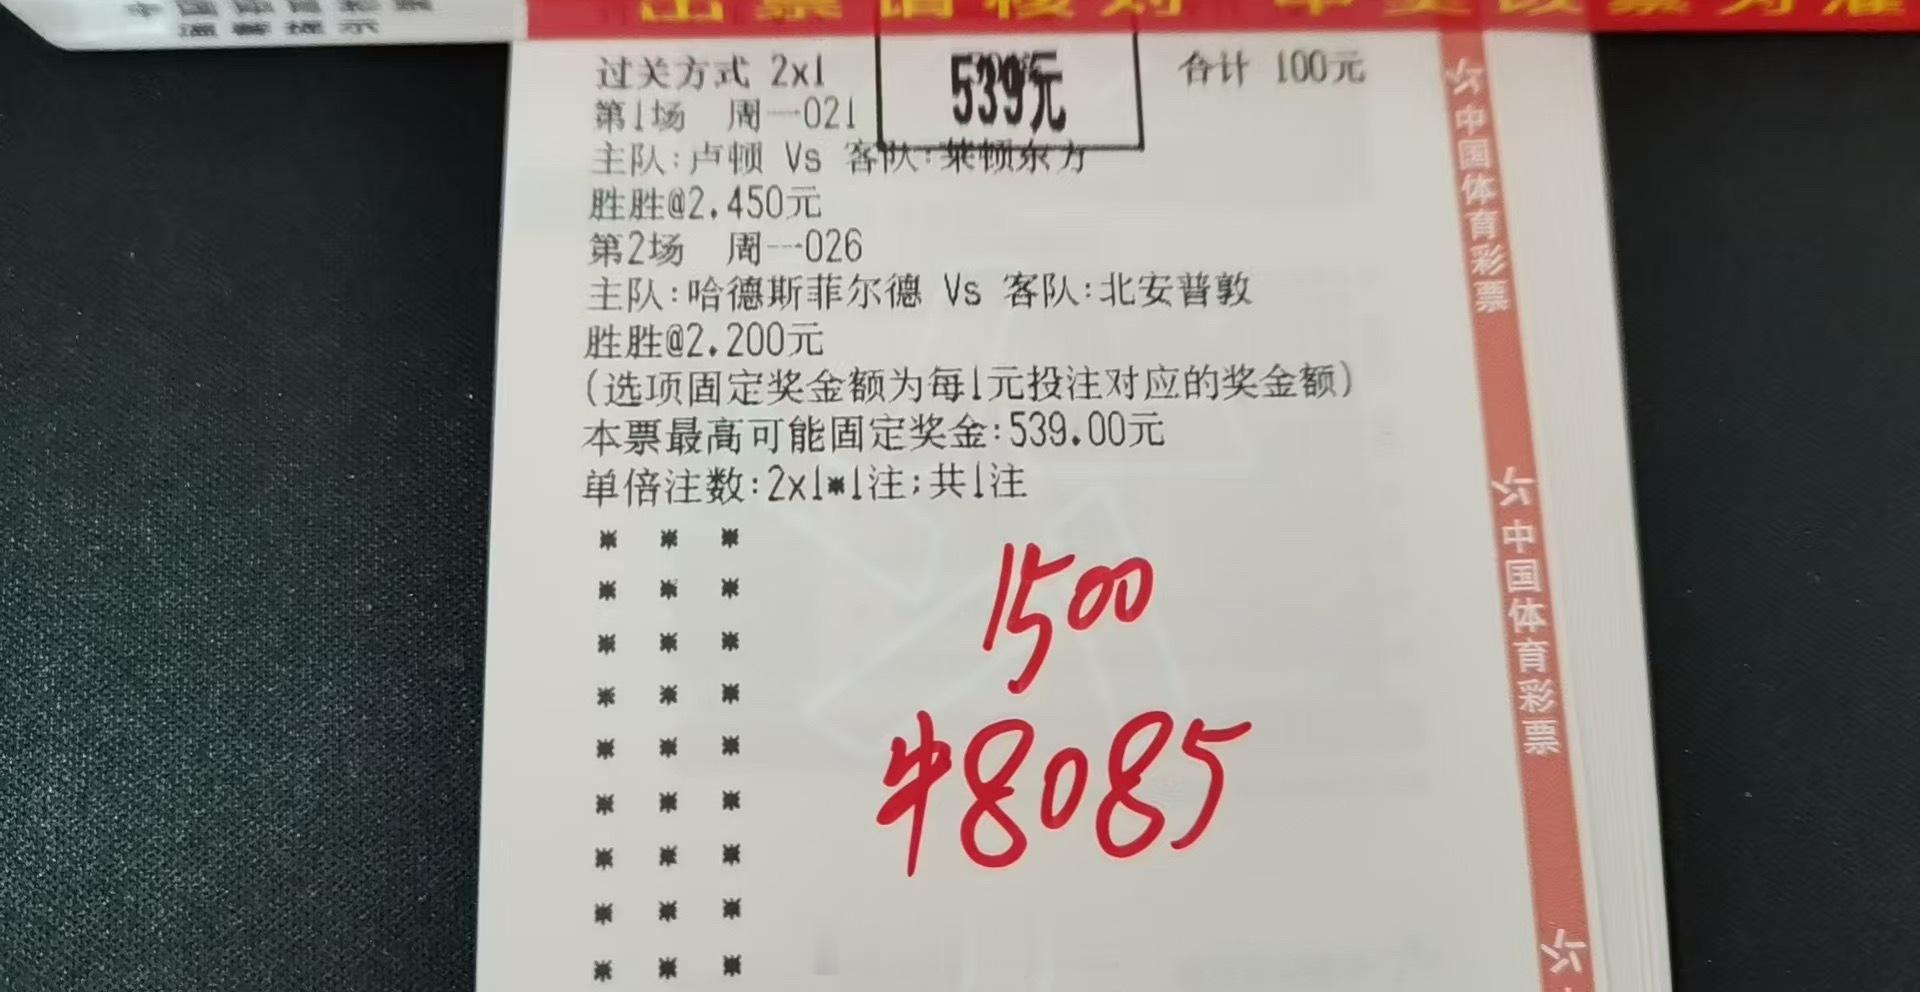 过关方式 2x1
539元
合计 100元
第1场 周一021
主队:卢顿 Vs 客队:莱顿东方
胜胜@2.450元
第2场 周一026
主队:哈德斯菲尔德 Vs 客队:北安普敦
胜胜@2.200元
(选项固定奖金额为每1元投注对应的奖金额)
本票最高可能固定奖金:539.00元
单倍注数:2x1*1注;共1注
* * *
* * *
* * *
* * *
* * *
* * *
* * *
* * *
* * *
1500
中8085
中国体育彩票
中国体育彩票